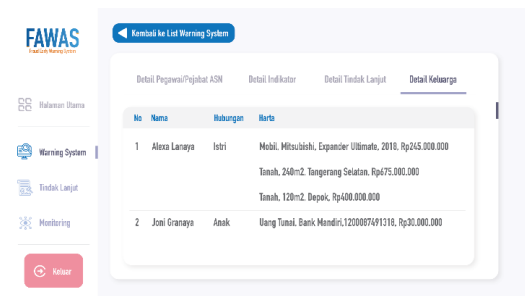 FAWAS
Fraud Early Warning System
Kembali ke List Warning System
Detail Pegawai/Pejabat ASN Detail Indikator Detail Tindak Lanjut Detail Keluarga
Halaman Utama
Warning System
Tindak Lanjut
Monitoring
Keluar
No Nama Hubungan Harta
1 Alexa Lanaya Istri Mobil. Mitsubishi, Expander Ultimate, 2018, Rp245.000.000
Tanah, 240m2. Tangerang Selatan. Rp675.000.000
Tanah, 120m2. Depok, Rp400.000.000
2 Joni Granaya Anak Uang Tunai, Bank Mandiri,1200887491318, Rp30.000.000